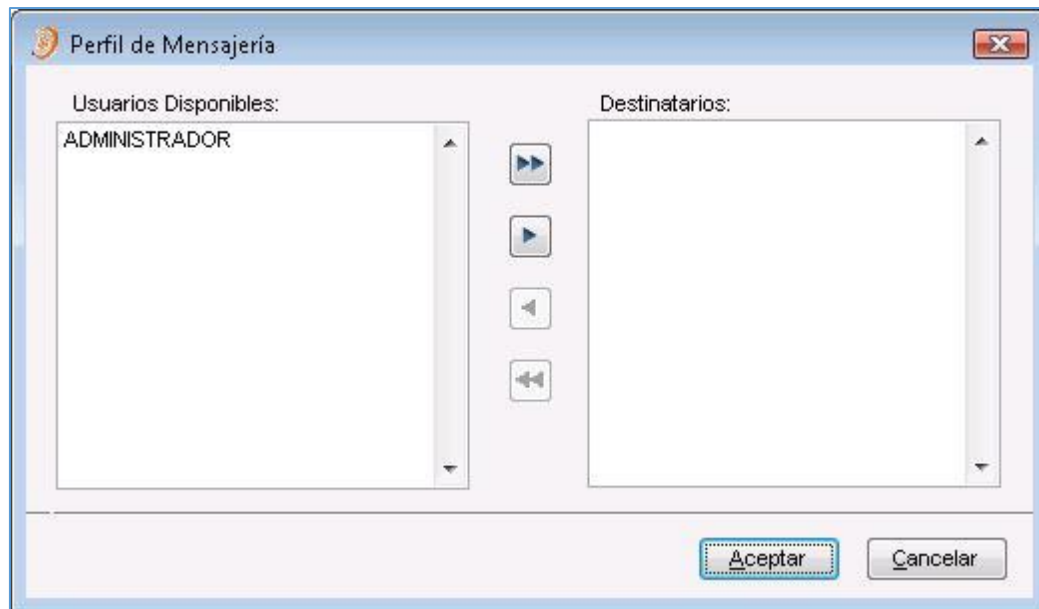 Perfil de Mensajería
Usuarios Disponibles:
Destinatarios:
ADMINISTRADOR
Aceptar
Cancelar